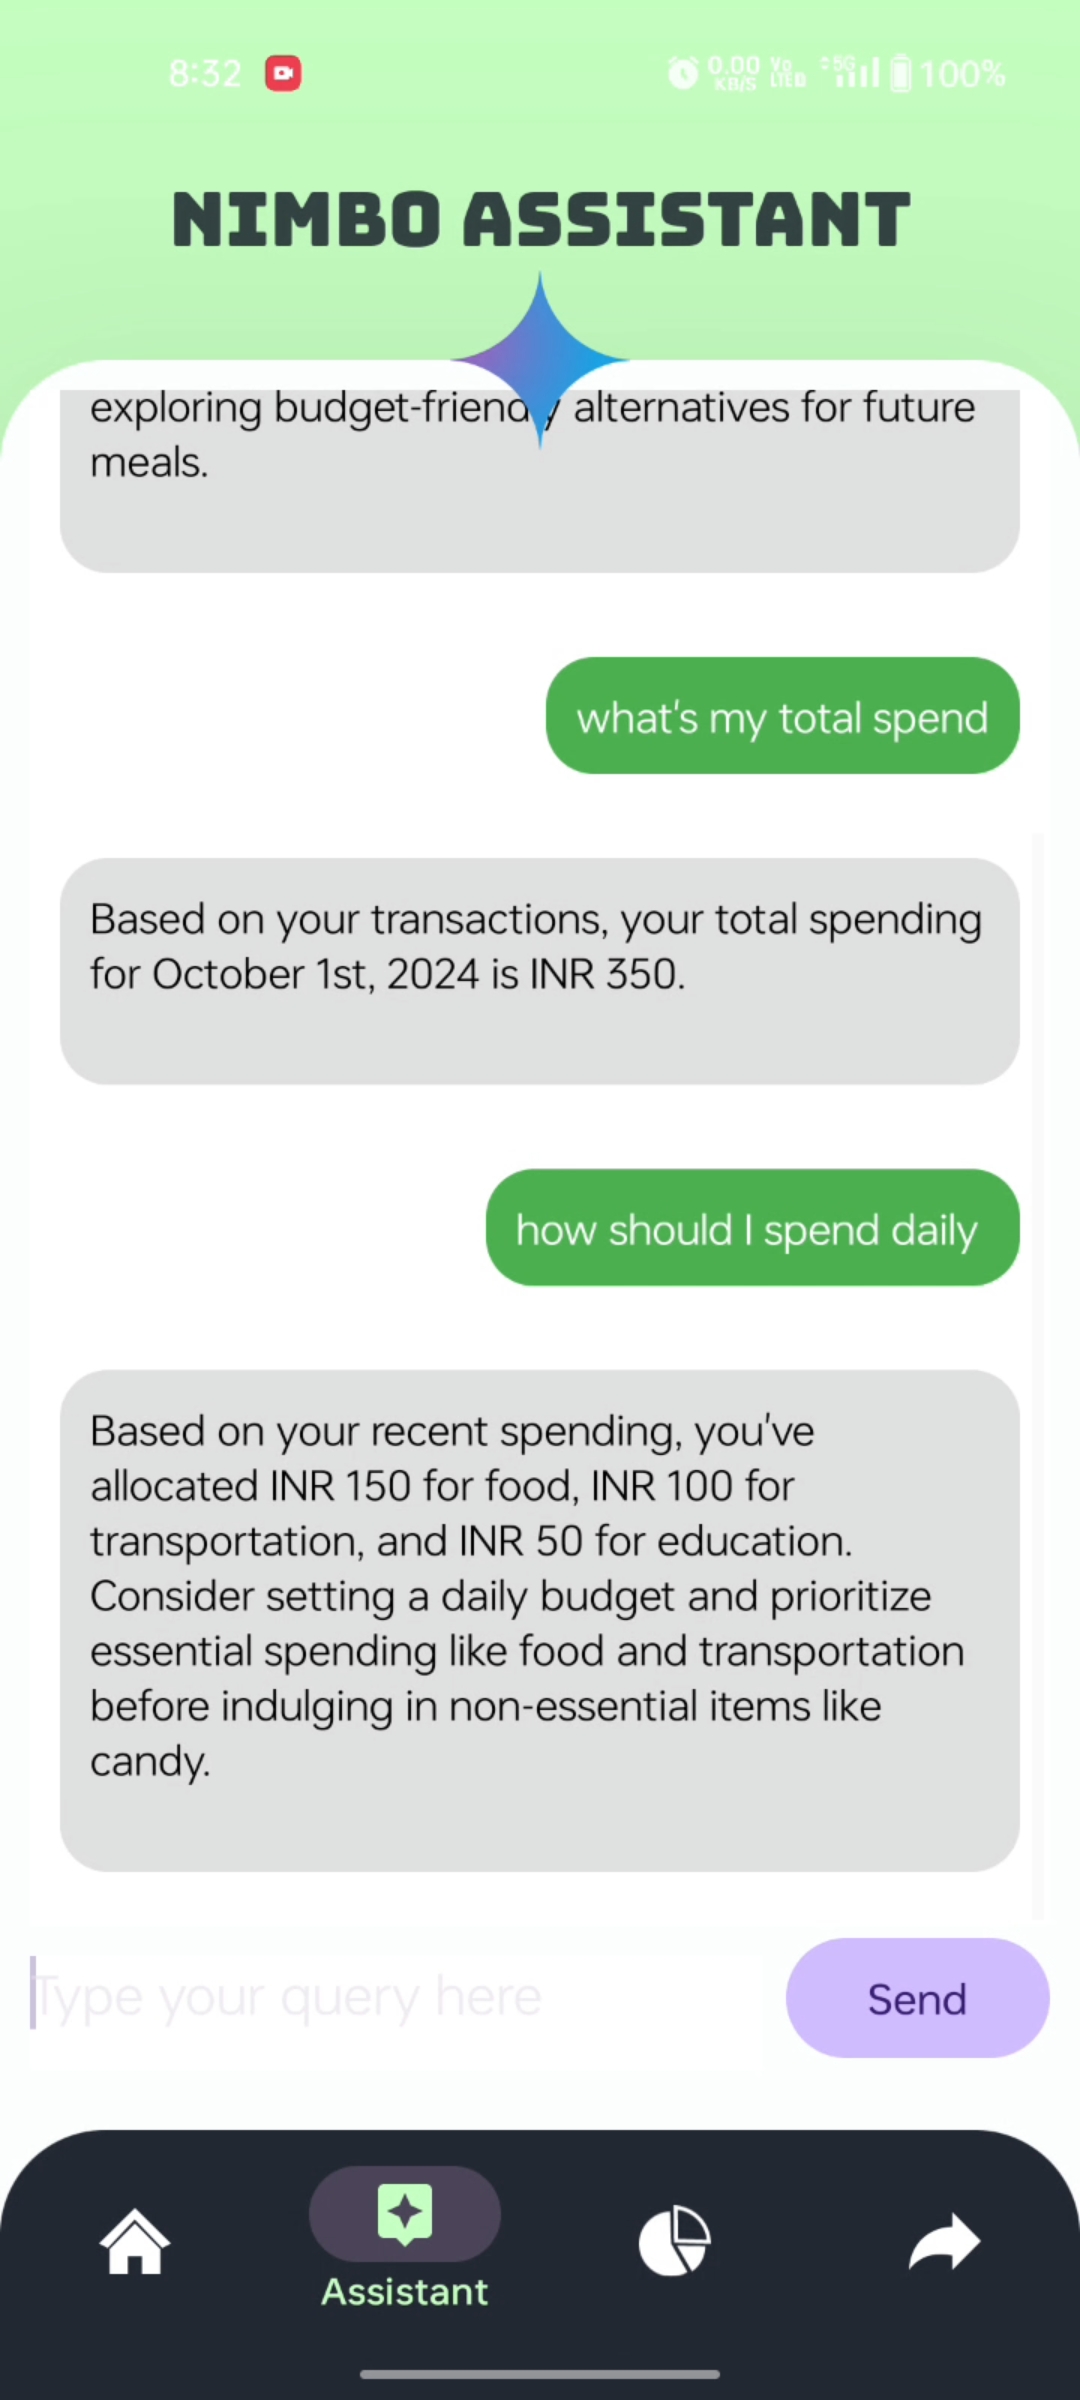 8:32
0.00 KB/S Vo LTE 5G 100%
NIMBO ASSISTANT
exploring budget-friendly alternatives for future
meals.
what's my total spend
Based on your transactions, your total spending
for October 1st, 2024 is INR 350.
how should I spend daily
Based on your recent spending, you've
allocated INR 150 for food, INR 100 for
transportation, and INR 50 for education.
Consider setting a daily budget and prioritize
essential spending like food and transportation
before indulging in non-essential items like
candy.
Type your query here
Send
Assistant